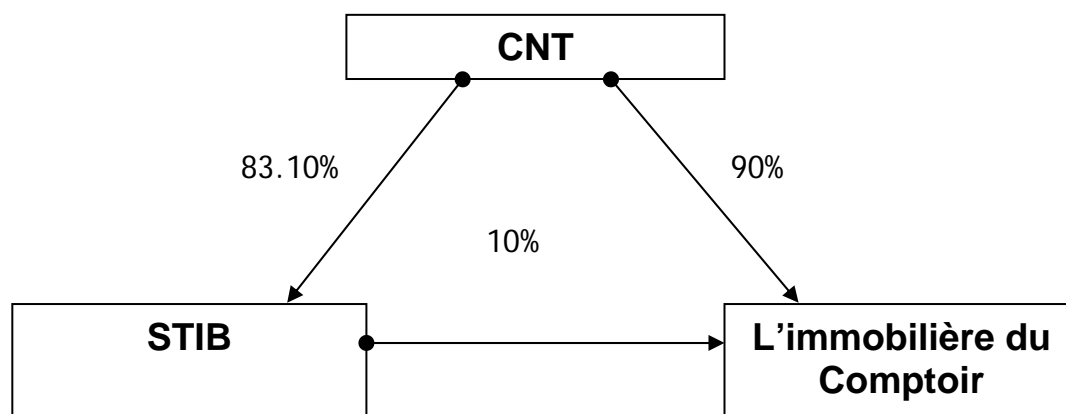 CNT
83.10%
90%
10%
STIB
L’immobilière du
Comptoir